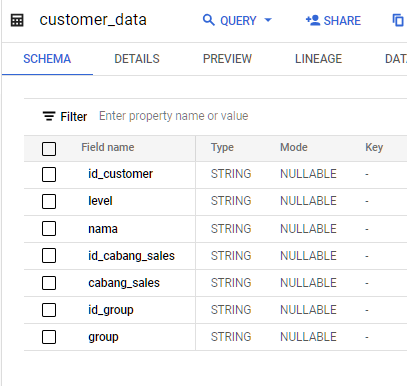 customer_data QUERY SHARE
SCHEMA DETAILS PREVIEW LINEAGE DATA
Filter Enter property name or value
Field name Type Mode Key
id_customer STRING NULLABLE -
level STRING NULLABLE -
nama STRING NULLABLE -
id_cabang_sales STRING NULLABLE -
cabang_sales STRING NULLABLE -
id_group STRING NULLABLE -
group STRING NULLABLE -